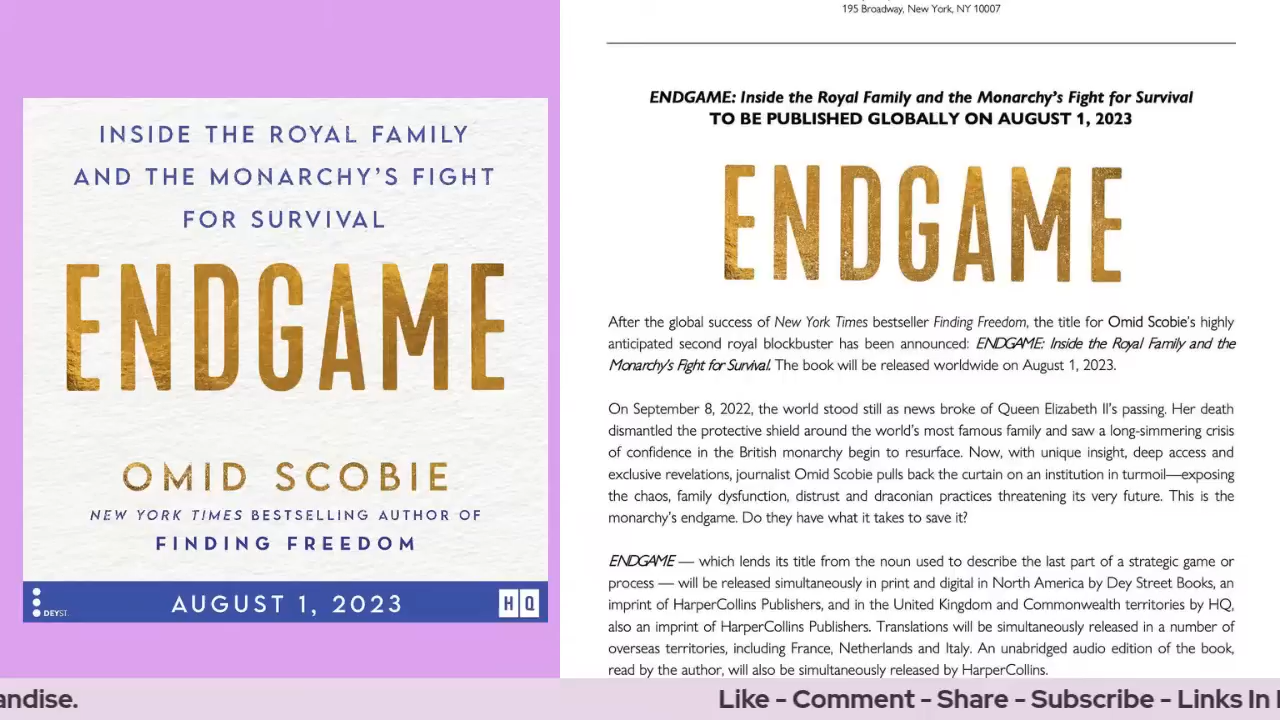 INSIDE THE ROYAL FAMILY
AND THE MONARCHY'S FIGHT
FOR SURVIVAL
ENDGAME
OMID SCOBIE
NEW YORK TIMES BESTSELLING AUTHOR OF
FINDING FREEDOM
DEYST.
AUGUST 1, 2023
HQ
195 Broadway, New York, NY 10007
ENDGAME: Inside the Royal Family and the Monarchy's Fight for Survival
TO BE PUBLISHED GLOBALLY ON AUGUST 1, 2023
ENDGAME
After the global success of New York Times bestseller Finding Freedom, the title for Omid Scobie's highly
anticipated second royal blockbuster has been announced: ENDGAME: Inside the Royal Family and the
Monarchy's Fight for Survival. The book will be released worldwide on August 1, 2023.
On September 8, 2022, the world stood still as news broke of Queen Elizabeth II's passing. Her death
dismantled the protective shield around the world's most famous family and saw a long-simmering crisis
of confidence in the British monarchy begin to resurface. Now, with unique insight, deep access and
exclusive revelations, journalist Omid Scobie pulls back the curtain on an institution in turmoil—exposing
the chaos, family dysfunction, distrust and draconian practices threatening its very future. This is the
monarchy's endgame. Do they have what it takes to save it?
ENDGAME — which lends its title from the noun used to describe the last part of a strategic game or
process — will be released simultaneously in print and digital in North America by Dey Street Books, an
imprint of HarperCollins Publishers, and in the United Kingdom and Commonwealth territories by HQ,
also an imprint of HarperCollins Publishers. Translations will be simultaneously released in a number of
overseas territories, including France, Netherlands and Italy. An unabridged audio edition of the book,
read by the author, will also be simultaneously released by HarperCollins.
andise.
Like - Comment - Share - Subscribe - Links In